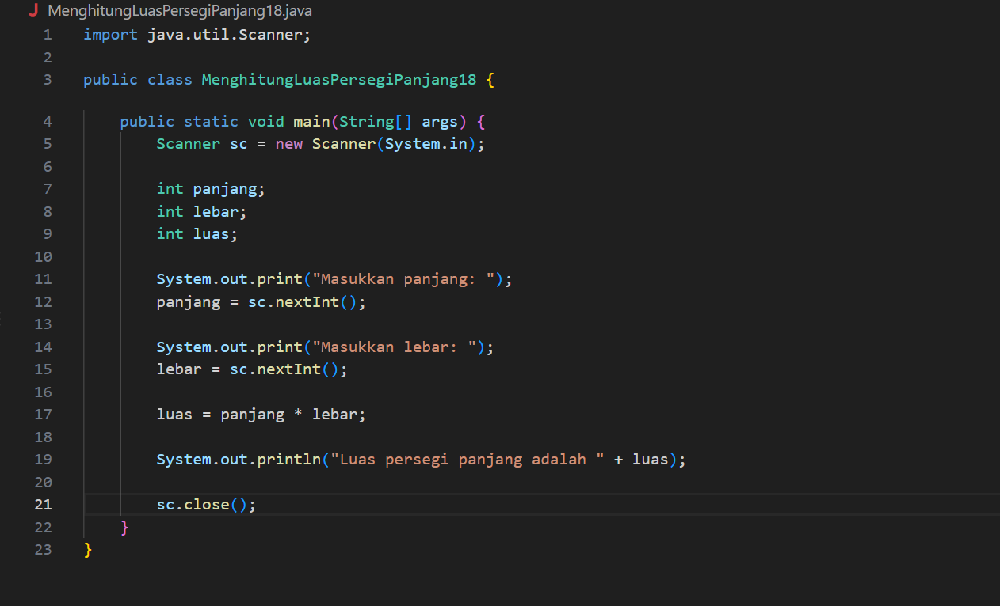 J MenghitungLuasPersegiPanjang18.java
1 import java.util.Scanner;
2
3 public class MenghitungLuasPersegiPanjang18 {
4     public static void main(String[] args) {
5         Scanner sc = new Scanner(System.in);
6
7         int panjang;
8         int lebar;
9         int luas;
10
11         System.out.print("Masukkan panjang: ");
12         panjang = sc.nextInt();
13
14         System.out.print("Masukkan lebar: ");
15         lebar = sc.nextInt();
16
17         luas = panjang * lebar;
18
19         System.out.println("Luas persegi panjang adalah " + luas);
20
21         sc.close();
22     }
23 }